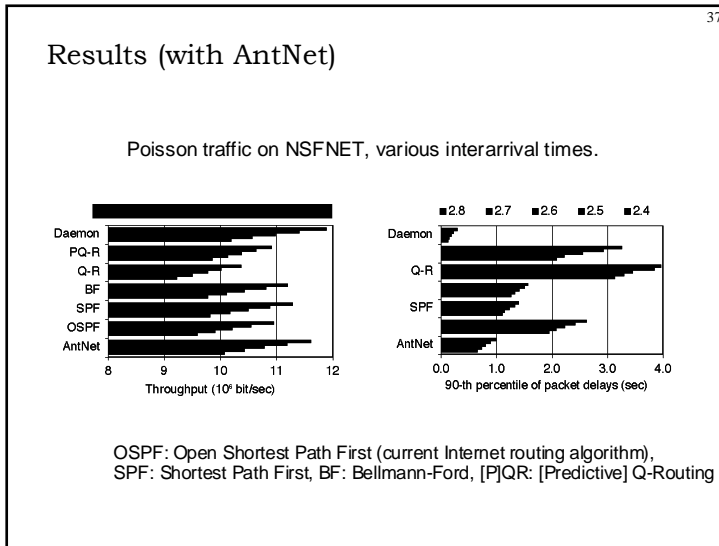 37
Results (with AntNet)
Poisson traffic on NSFNET, various interarrival times.
Daemon
PQ-R
Q-R
BF
SPF
OSPF
AntNet
8 9 10 11 12
Throughput (10⁶ bit/sec)
2.8 2.7 2.6 2.5 2.4
Daemon
Q-R
SPF
AntNet
0.0 1.0 2.0 3.0 4.0
90-th percentile of packet delays (sec)
OSPF: Open Shortest Path First (current Internet routing algorithm),
SPF: Shortest Path First, BF: Bellmann-Ford, [P]QR: [Predictive] Q-Routing